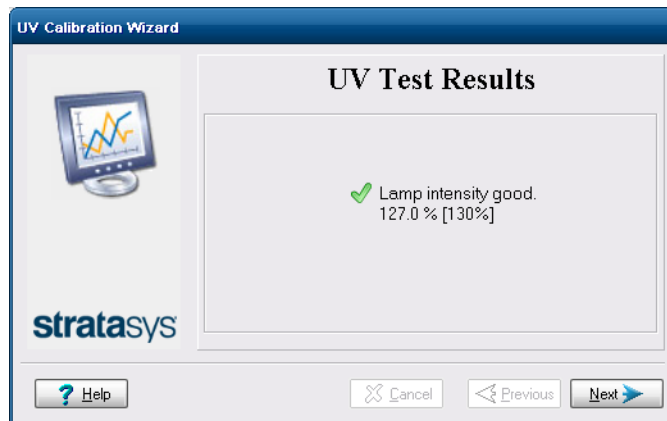 UV Calibration Wizard
UV Test Results
Lamp intensity good.
127.0 % [130%]
stratasys
? Help
Cancel
Previous
Next